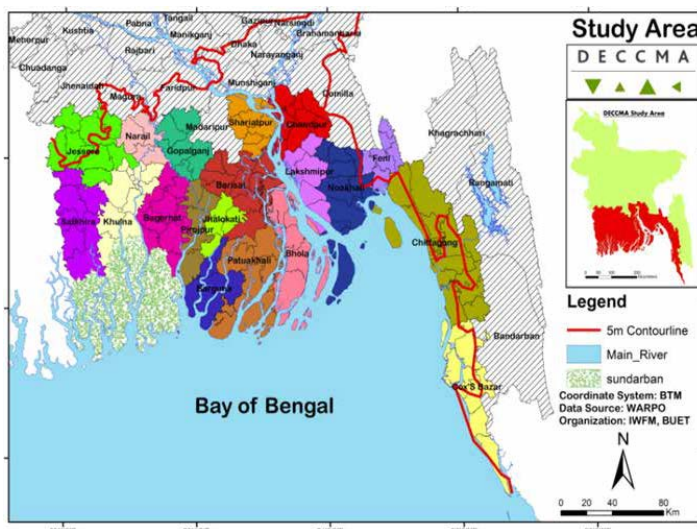 Study Area
D E C C M A
DECCMA Study Area
Legend
5m Contourline
Main_River
sundarban
Coordinate System: BTM
Data Source: WARPO
Organization: IWFM, BUET
N
0 20 40 80
Km
Meherpur
Kushtia
Pabna
Tangail
Gazipur
Narsingdi
Brahamanbaria
Chuadanga
Rajbari
Manikganj
Dhaka
Narayanganj
Jhenaidah
Magura
Faridpur
Munshiganj
Comilla
Khagrachhari
Jessore
Narail
Gopalganj
Madaripur
Shariatpur
Chandpur
Rangamati
Satkhira
Khulna
Bagerhat
Pirojpur
Jhalokati
Barisal
Lakshmipur
Noakhali
Feni
Chittagong
Barguna
Patuakhali
Bhola
Bandarban
Cox'S Bazar
Bay of Bengal